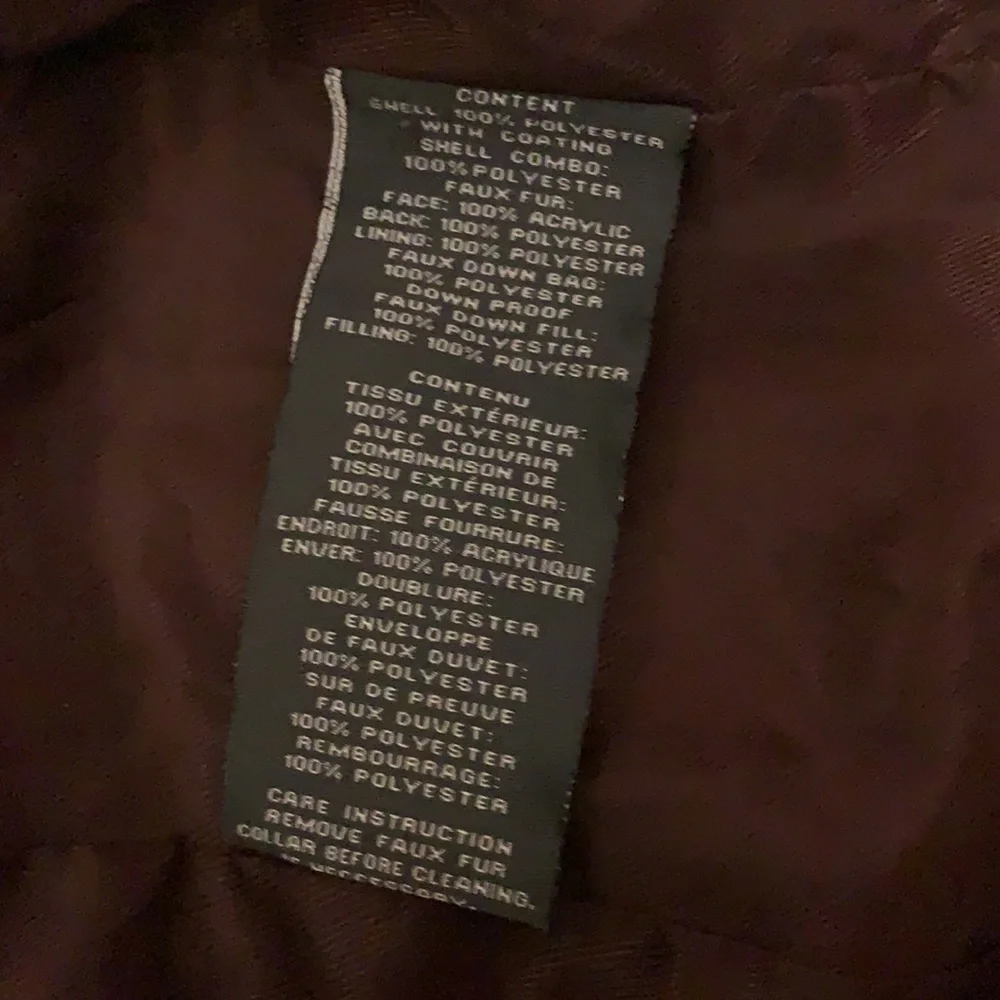 CONTENT
SHELL 100% POLYESTER
WITH COATING
SHELL COMBO:
100% POLYESTER
FAUX FUR:
FACE: 100% ACRYLIC
BACK: 100% POLYESTER
LINING: 100% POLYESTER
FAUX DOWN BAG:
100% POLYESTER
DOWN PROOF
FAUX DOWN FILL:
100% POLYESTER
FILLING: 100% POLYESTER
CONTENU
TISSU EXTÉRIEUR:
100% POLYESTER
AVEC COUVRIR
COMBINAISON DE
TISSU EXTÉRIEUR:
100% POLYESTER
FAUSSE FOURRURE:
ENDROIT: 100% ACRYLIQUE
ENVER: 100% POLYESTER
DOUBLURE:
100% POLYESTER
ENVELOPPE
DE FAUX DUVET:
100% POLYESTER
SUR DE PREUVE
FAUX DUVET:
100% POLYESTER
REMBOURRAGE:
100% POLYESTER
CARE INSTRUCTION
REMOVE FAUX FUR
COLLAR BEFORE CLEANING.
NECESSARY.